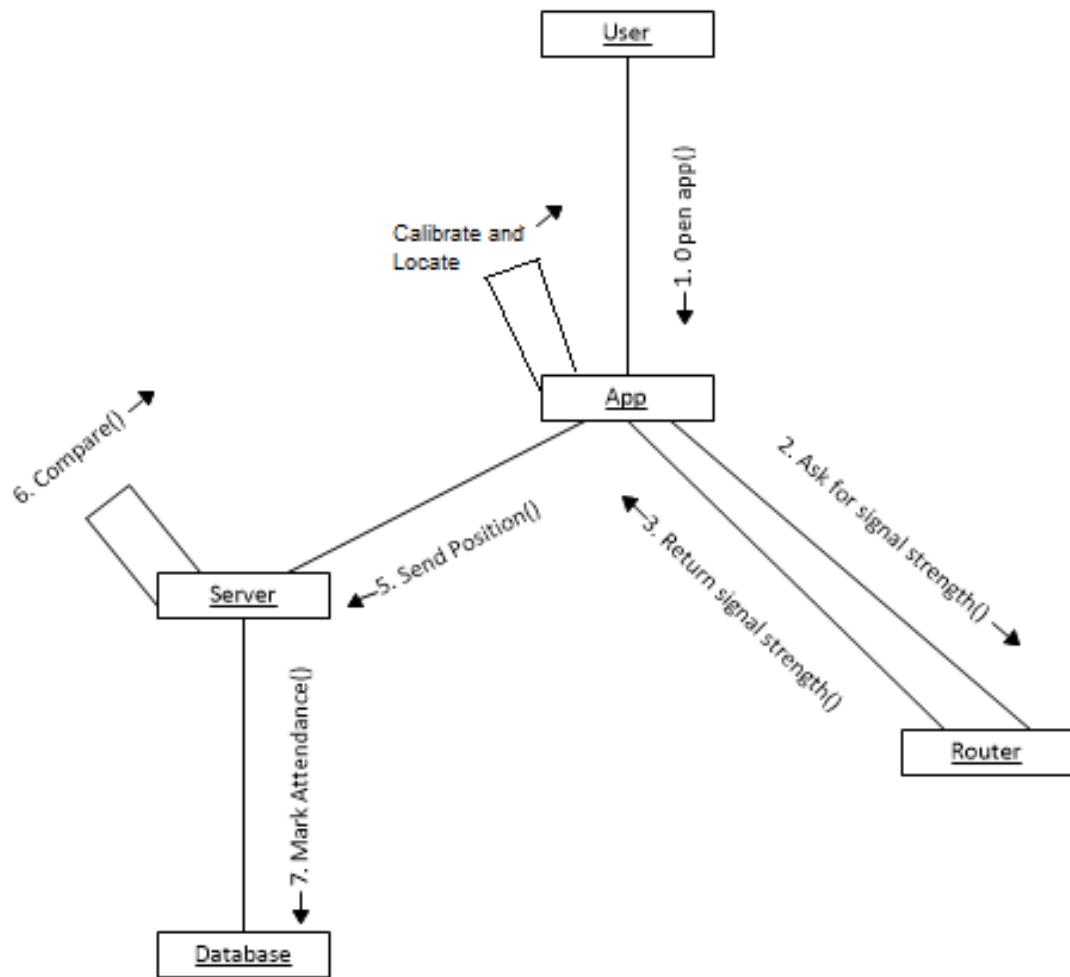 User
1. Open app()
Calibrate and
Locate
App
6. Compare()
2. Ask for signal strength()
3. Return signal strength()
5. Send Position()
Server
7. Mark Attendance()
Router
Database